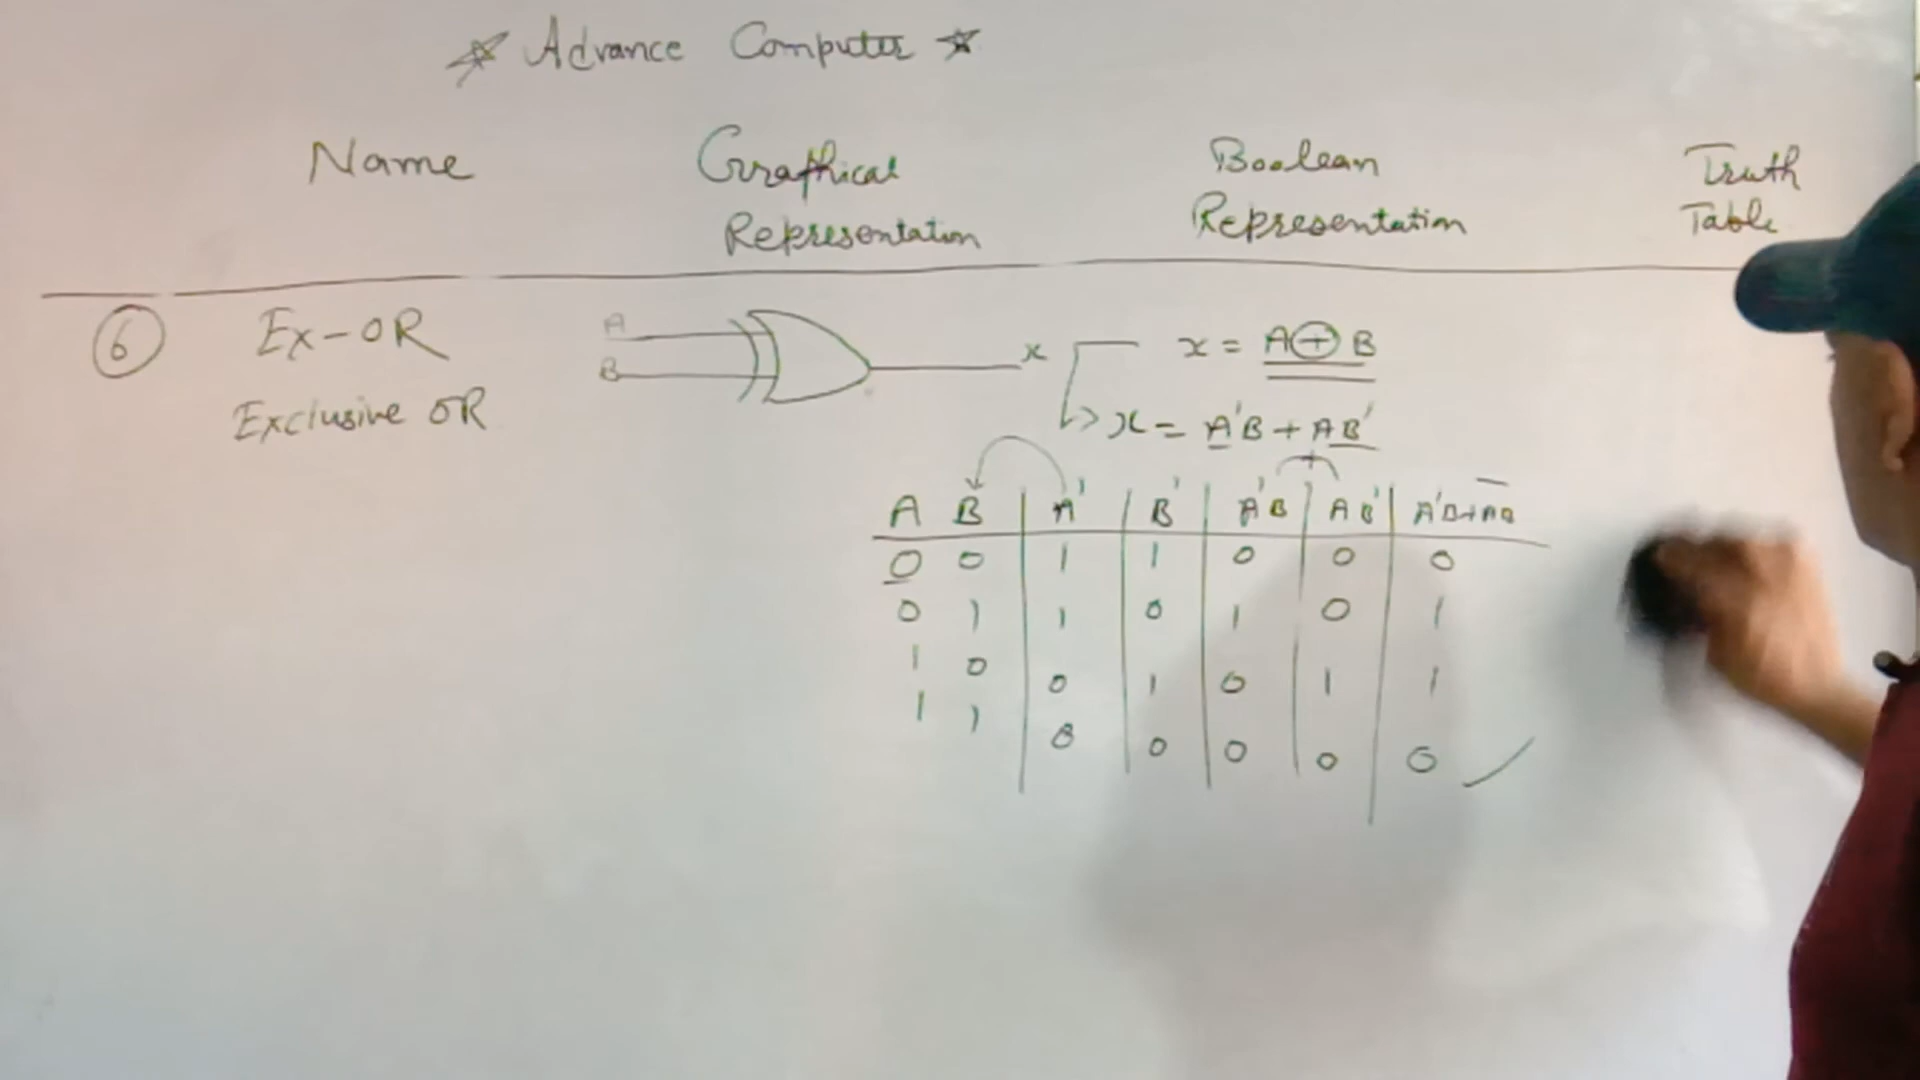 ☆ Advance Computer ☆
Name Graphical Representation Boolean Representation Truth Table
6 Ex-OR A B x x = A⊕B
Exclusive OR x = A'B + AB'
+
A B A' B' A'B AB' A'B+AB
0 0 1 1 0 0 0
0 1 1 0 1 0 1
1 0 0 1 0 1 1
1 1 0 0 0 0 0